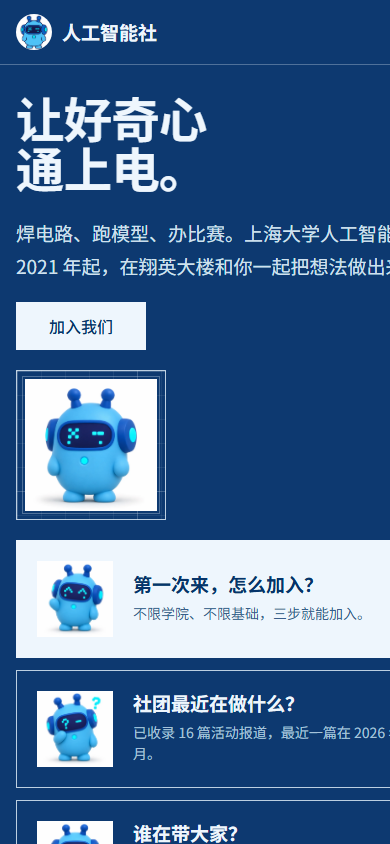 人工智能社
让好奇心
通上电。
焊电路、跑模型、办比赛。上海大学人工智能
2021 年起，在翔英大楼和你一起把想法做出
加入我们
第一次来，怎么加入？
不限学院、不限基础，三步就能加入。
社团最近在做什么？
已收录 16 篇活动报道，最近一篇在 2026
月。
谁在带大家？